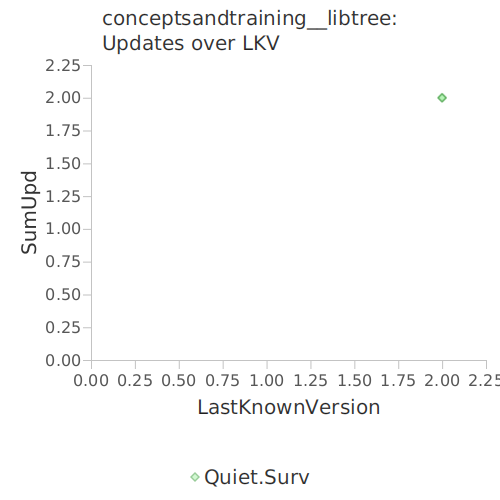 conceptsandtraining__libtree:
Updates over LKV
2.25
2.00
1.75
1.50
1.25
1.00
0.75
0.50
0.25
0.00
SumUpd
0.00 0.25 0.50 0.75 1.00 1.25 1.50 1.75 2.00 2.25
LastKnownVersion
Quiet.Surv